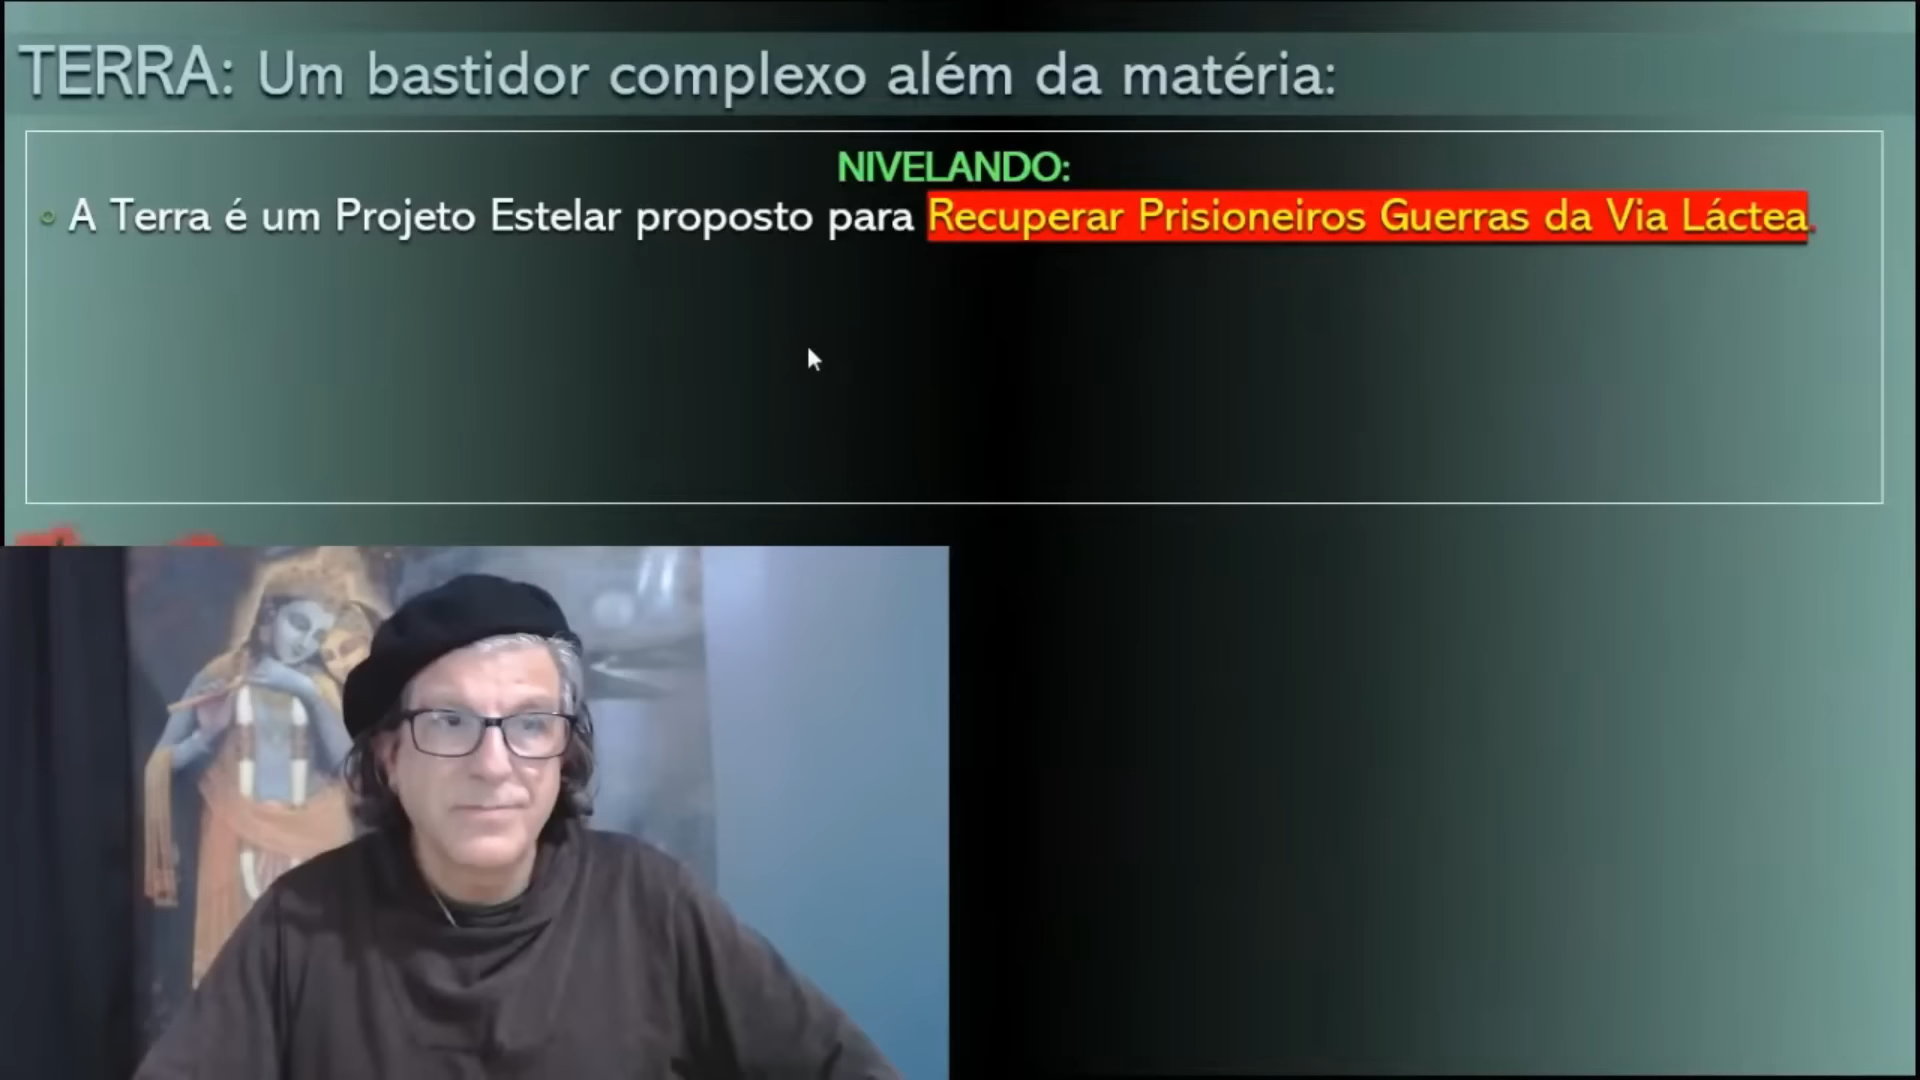 TERRA: Um bastidor complexo além da matéria:
NIVELANDO:
A Terra é um Projeto Estelar proposto para Recuperar Prisioneiros Guerras da Via Láctea.